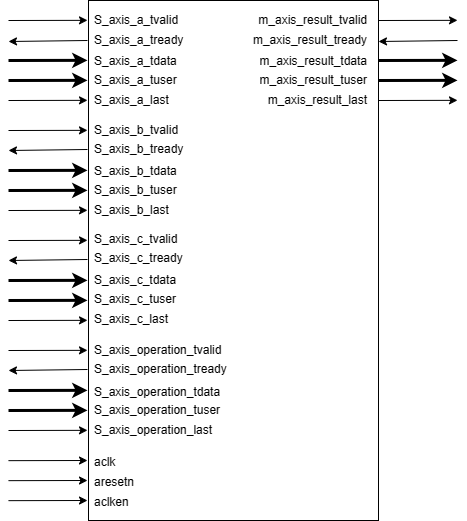 S_axis_a_tvalid
S_axis_a_tready
S_axis_a_tdata
S_axis_a_tuser
S_axis_a_last
S_axis_b_tvalid
S_axis_b_tready
S_axis_b_tdata
S_axis_b_tuser
S_axis_b_last
S_axis_c_tvalid
S_axis_c_tready
S_axis_c_tdata
S_axis_c_tuser
S_axis_c_last
S_axis_operation_tvalid
S_axis_operation_tready
S_axis_operation_tdata
S_axis_operation_tuser
S_axis_operation_last
aclk
aresetn
aclken
m_axis_result_tvalid
m_axis_result_tready
m_axis_result_tdata
m_axis_result_tuser
m_axis_result_last